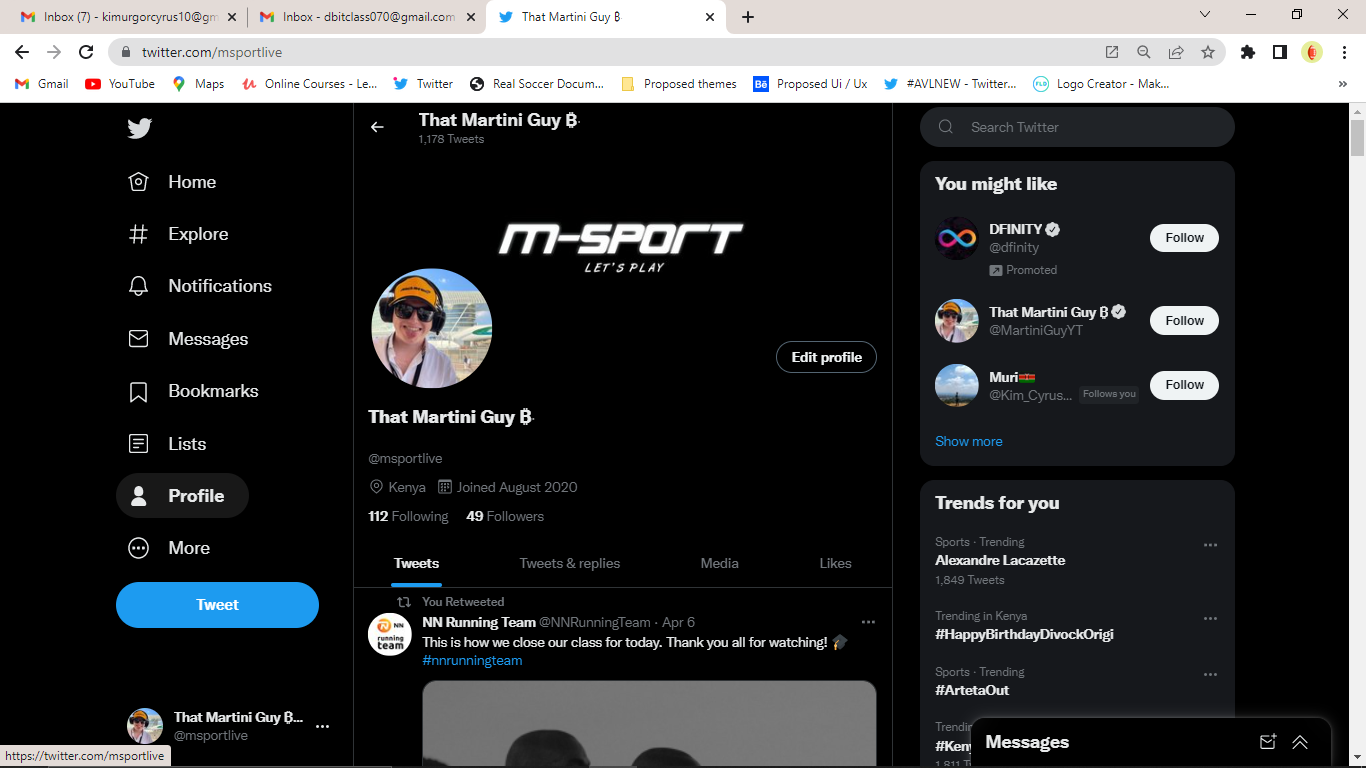 Inbox (7) - kimurgorcyrus10@gm
Inbox - dbitclass070@gmail.com
That Martini Guy ₿
twitter.com/msportlive
Gmail
YouTube
Maps
Online Courses - Le...
Twitter
Real Soccer Docum...
Proposed themes
Bē
Proposed Ui / Ux
#AVLNEW - Twitter...
Logo Creator - Mak...
»
Home
Explore
Notifications
Messages
Bookmarks
Lists
Profile
More
Tweet
That Martini Guy ₿...
@msportlive
https://twitter.com/msportlive
That Martini Guy ₿·
1,178 Tweets
M-SPORT
LET'S PLAY
Edit profile
That Martini Guy ₿·
@msportlive
Kenya Joined August 2020
112 Following 49 Followers
Tweets Tweets & replies Media Likes
You Retweeted
NN running team
NN Running Team @NNRunningTeam · Apr 6
This is how we close our class for today. Thank you all for watching! 🎓
#nnrunningteam
Search Twitter
You might like
DFINITY
@dfinity
Promoted
Follow
That Martini Guy ₿
@MartiniGuyYT
Follow
Muri🇰🇪
@Kim_Cyrus... Follows you
Follow
Show more
Trends for you
Sports · Trending
Alexandre Lacazette
1,849 Tweets
Trending in Kenya
#HappyBirthdayDivockOrigi
Sports · Trending
#ArtetaOut
Messages